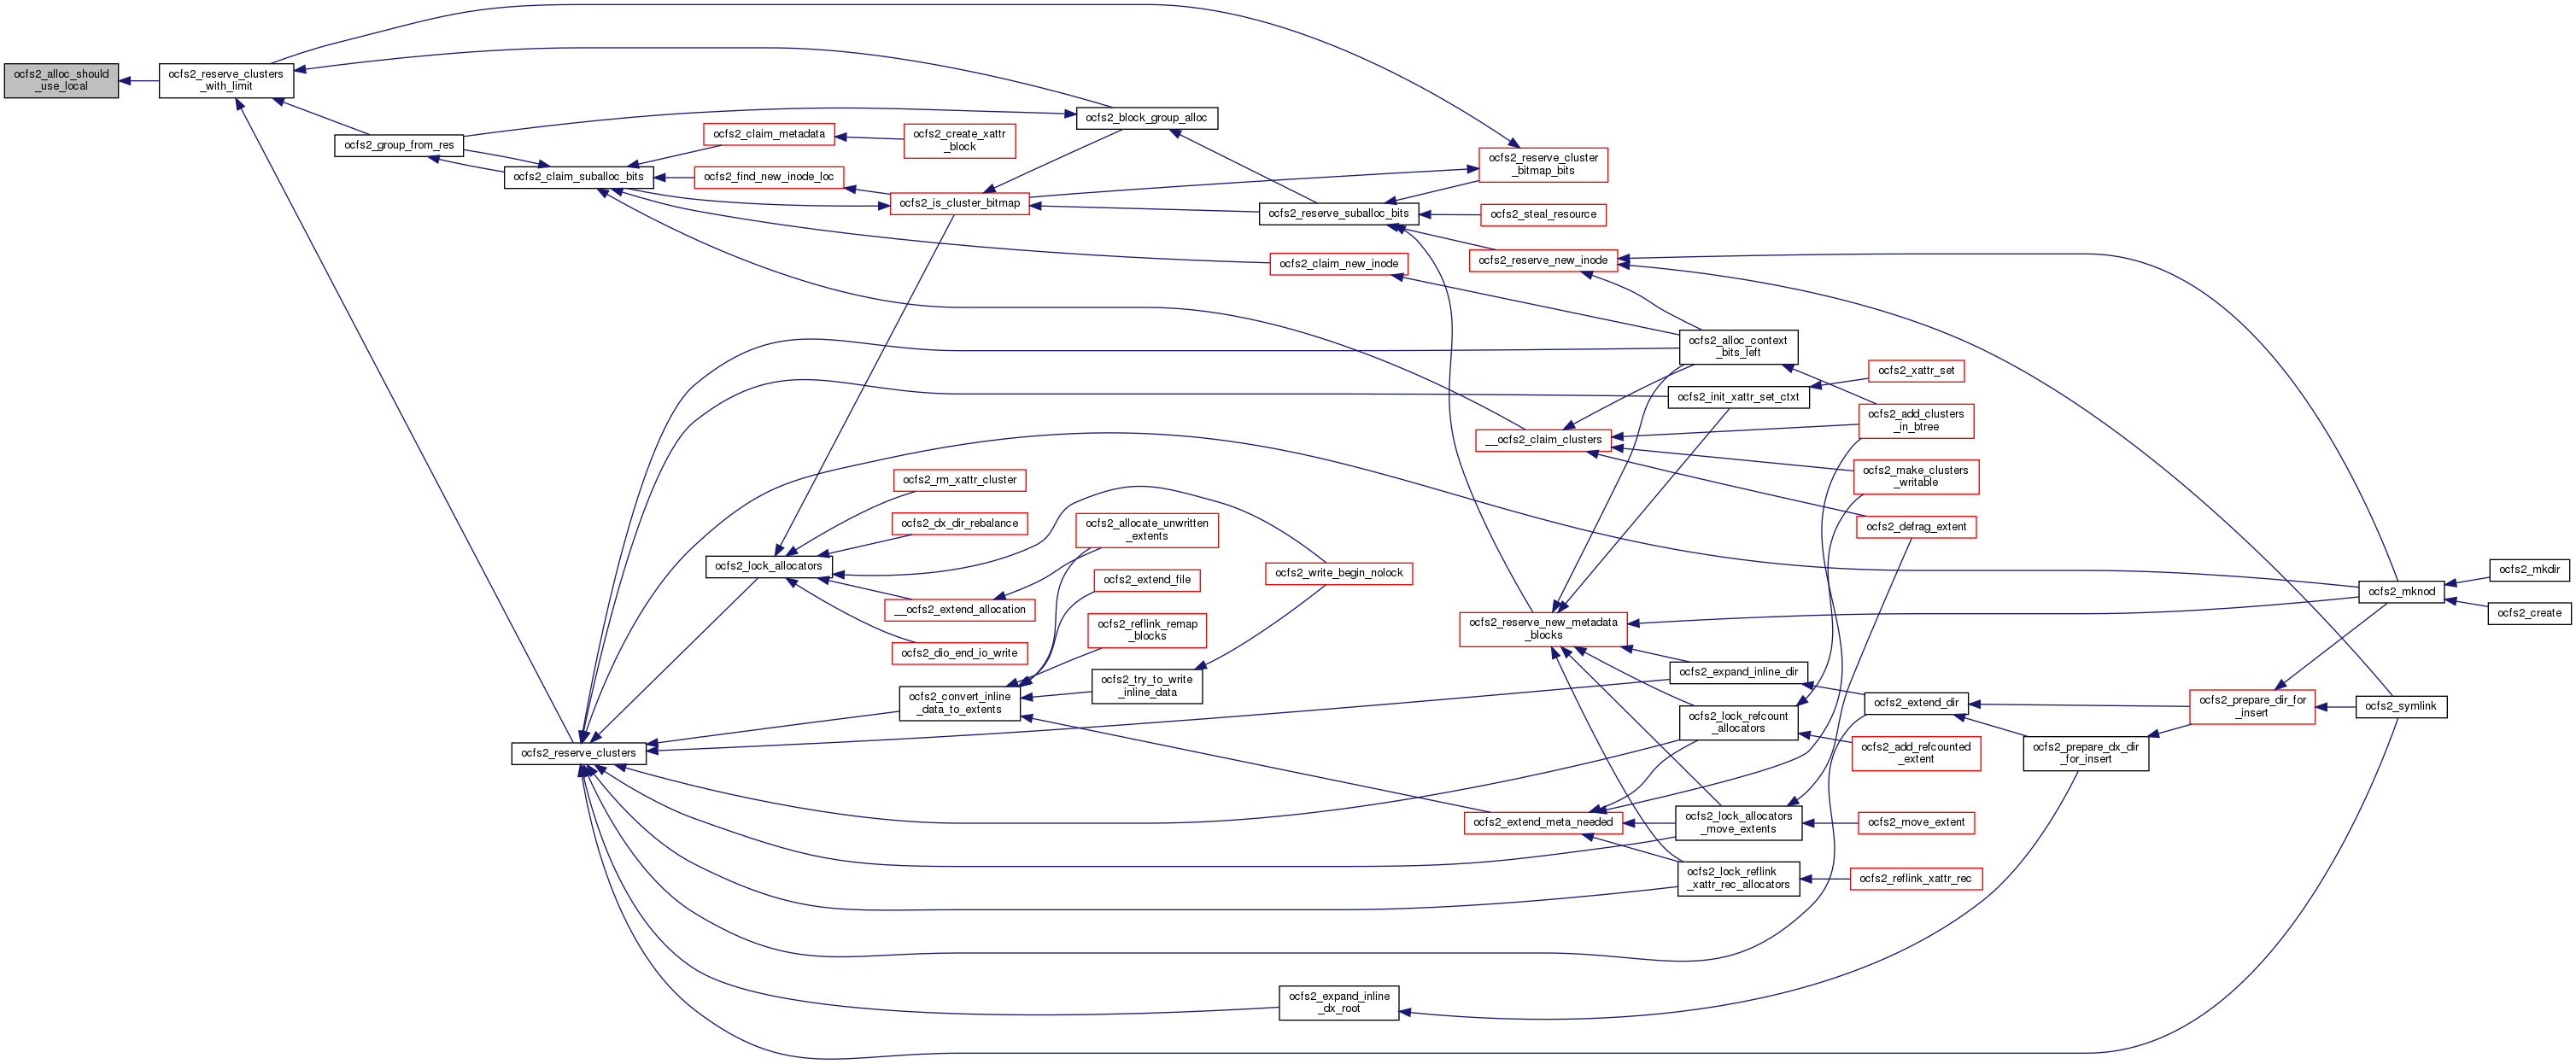 ocfs2_alloc_should
_use_local
ocfs2_reserve_clusters
_with_limit
ocfs2_group_from_res
ocfs2_claim_suballoc_bits
ocfs2_reserve_clusters
ocfs2_claim_metadata
ocfs2_find_new_inode_loc
ocfs2_lock_allocators
ocfs2_create_xattr
_block
ocfs2_is_cluster_bitmap
ocfs2_rm_xattr_cluster
ocfs2_dx_dir_rebalance
__ocfs2_extend_allocation
ocfs2_dio_end_io_write
ocfs2_convert_inline
_data_to_extents
ocfs2_block_group_alloc
ocfs2_allocate_unwritten
_extents
ocfs2_extend_file
ocfs2_reflink_remap
_blocks
ocfs2_try_to_write
_inline_data
ocfs2_reserve_suballoc_bits
ocfs2_claim_new_inode
ocfs2_write_begin_nolock
ocfs2_expand_inline
_dx_root
ocfs2_reserve_cluster
_bitmap_bits
ocfs2_steal_resource
ocfs2_reserve_new_inode
__ocfs2_claim_clusters
ocfs2_reserve_new_metadata
_blocks
ocfs2_extend_meta_needed
ocfs2_alloc_context
_bits_left
ocfs2_init_xattr_set_ctxt
ocfs2_expand_inline_dir
ocfs2_lock_refcount
_allocators
ocfs2_lock_allocators
_move_extents
ocfs2_lock_reflink
_xattr_rec_allocators
ocfs2_xattr_set
ocfs2_add_clusters
_in_btree
ocfs2_make_clusters
_writable
ocfs2_defrag_extent
ocfs2_extend_dir
ocfs2_add_refcounted
_extent
ocfs2_move_extent
ocfs2_reflink_xattr_rec
ocfs2_prepare_dx_dir
_for_insert
ocfs2_prepare_dir_for
_insert
ocfs2_mknod
ocfs2_symlink
ocfs2_mkdir
ocfs2_create